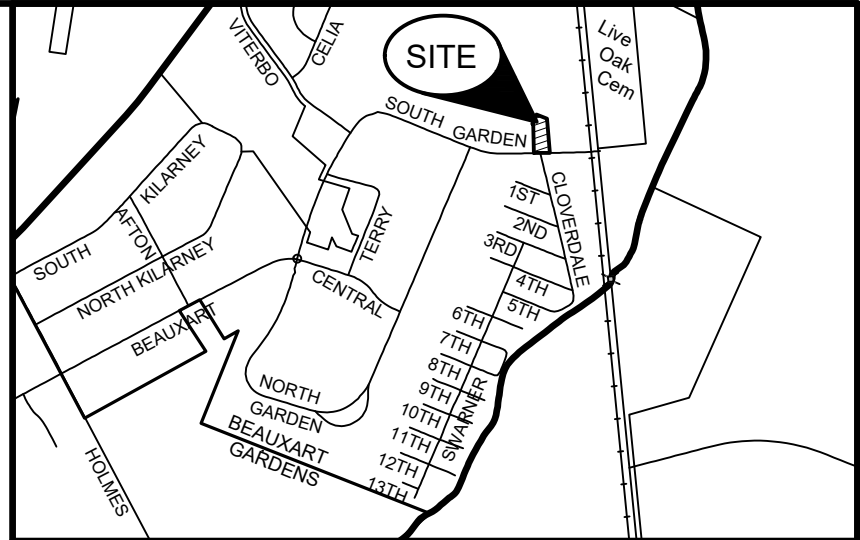 VITERBO
CELIA
SITE
Live
Oak
Cem
SOUTH
GARDEN
KILARNEY
SOUTH
AFTON
NORTH KILARNEY
BEAUXART
TERRY
CENTRAL
1ST
CLOVERDALE
2ND
3RD
4TH
5TH
6TH
7TH
8TH
9TH
10TH
11TH
12TH
13TH
SWARNER
NORTH
GARDEN
BEAUXART
GARDENS
HOLMES